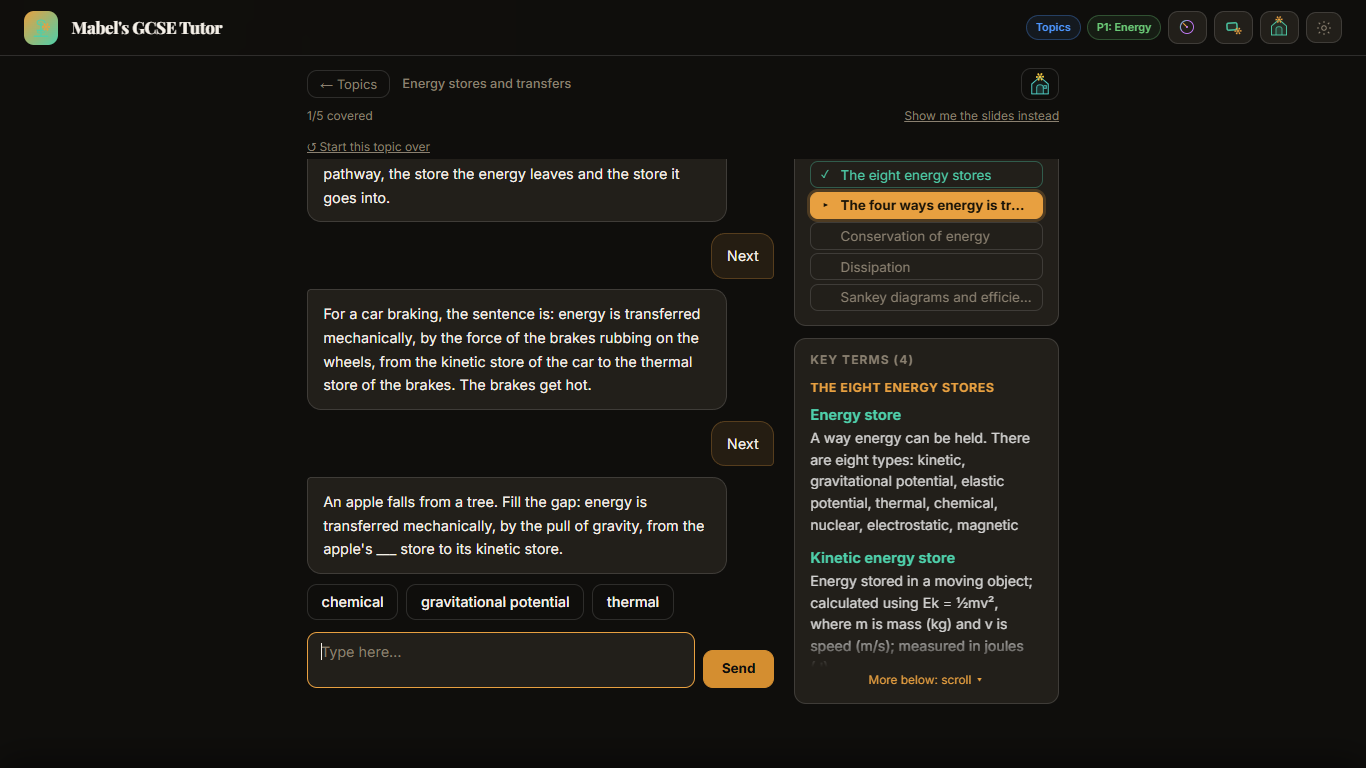 Mabel's GCSE Tutor
Topics
P1: Energy
← Topics
Energy stores and transfers
1/5 covered
Show me the slides instead
↺ Start this topic over
pathway, the store the energy leaves and the store it
goes into.
Next
For a car braking, the sentence is: energy is transferred
mechanically, by the force of the brakes rubbing on the
wheels, from the kinetic store of the car to the thermal
store of the brakes. The brakes get hot.
Next
An apple falls from a tree. Fill the gap: energy is
transferred mechanically, by the pull of gravity, from the
apple's ___ store to its kinetic store.
chemical
gravitational potential
thermal
Type here...
Send
✓ The eight energy stores
▸ The four ways energy is tr...
Conservation of energy
Dissipation
Sankey diagrams and efficie...
KEY TERMS (4)
THE EIGHT ENERGY STORES
Energy store
A way energy can be held. There
are eight types: kinetic,
gravitational potential, elastic
potential, thermal, chemical,
nuclear, electrostatic, magnetic
Kinetic energy store
Energy stored in a moving object;
calculated using Ek = ½mv²,
where m is mass (kg) and v is
speed (m/s); measured in joules
More below: scroll ▾